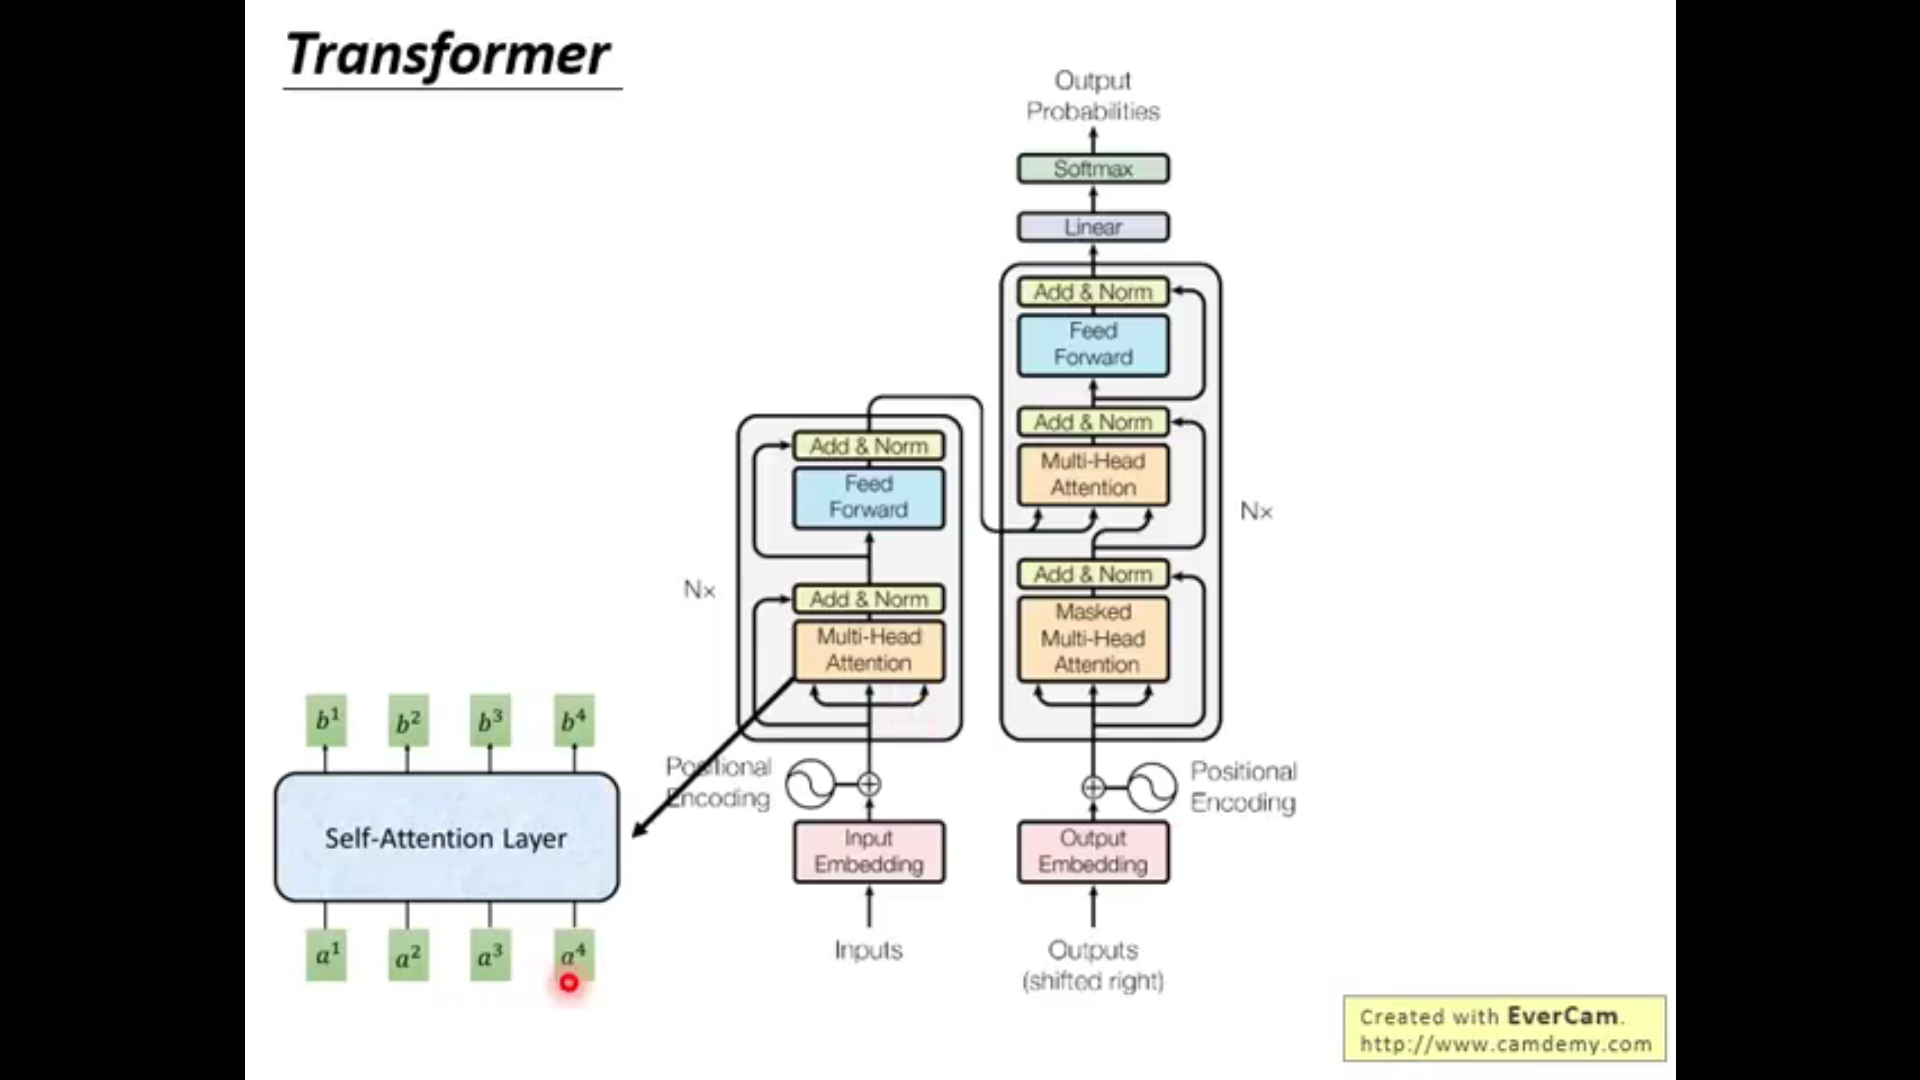 Transformer
Output
Probabilities
Softmax
Linear
Add & Norm
Feed
Forward
Add & Norm
Multi-Head
Attention
Add & Norm
Masked
Multi-Head
Attention
N×
Add & Norm
Feed
Forward
Add & Norm
Multi-Head
Attention
N×
Positional
Encoding
Positional
Encoding
Input
Embedding
Output
Embedding
Inputs
Outputs
(shifted right)
b¹ b² b³ b⁴
Self-Attention Layer
a¹ a² a³ a⁴
Created with EverCam.
http://www.camdemy.com